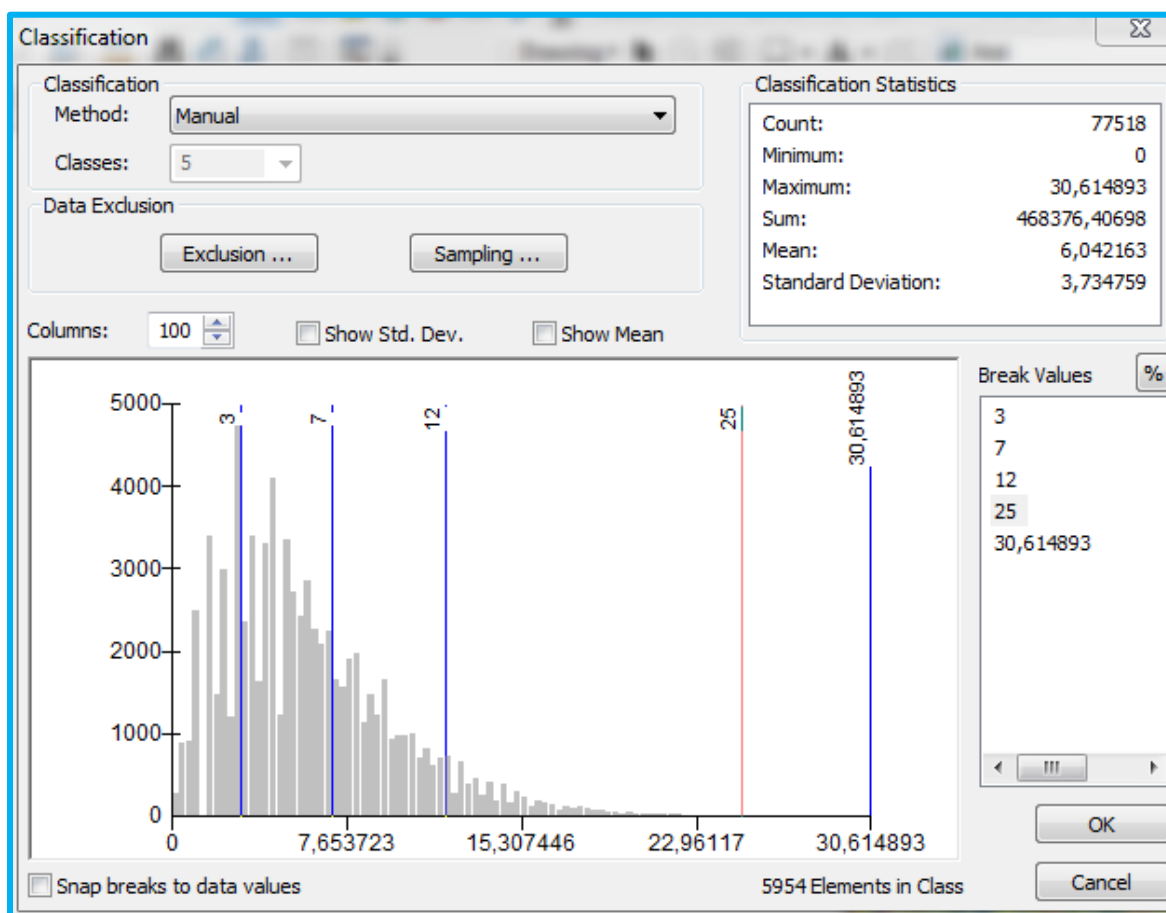 Classification
Classification
Method: Manual
Classes: 5
Data Exclusion
Exclusion ... Sampling ...
Classification Statistics
Count: 77518
Minimum: 0
Maximum: 30,614893
Sum: 468376,40698
Mean: 6,042163
Standard Deviation: 3,734759
Columns: 100 Show Std. Dev. Show Mean
5000
4000
3000
2000
1000
0
3 7 12 25 30,614893
0 7,653723 15,307446 22,96117 30,614893
Break Values %
3
7
12
25
30,614893
OK
Snap breaks to data values 5954 Elements in Class Cancel